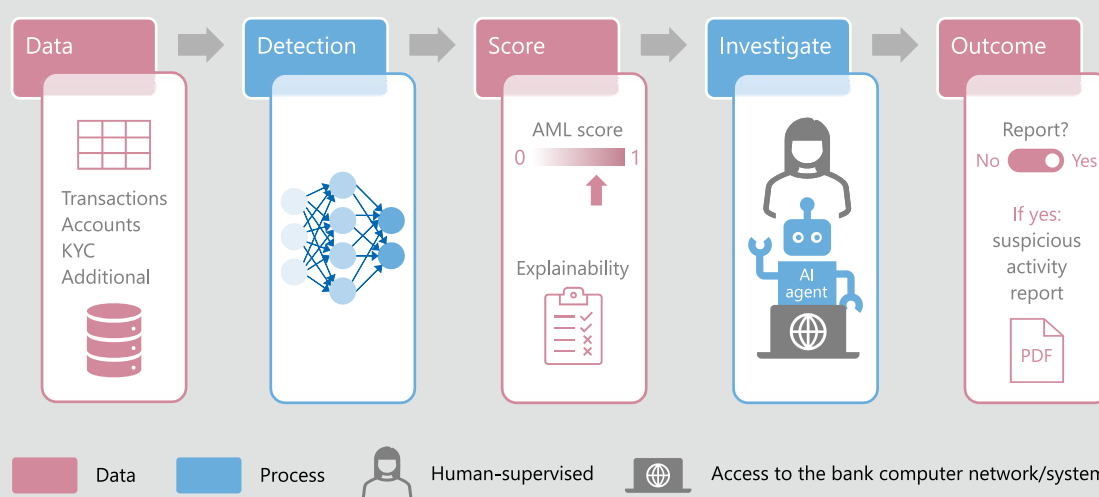 Data
Detection
Score
Investigate
Outcome
Transactions
Accounts
KYC
Additional
AML score
0 1
Explainability
AI
agent
Report?
No Yes
If yes:
suspicious
activity
report
PDF
Data
Process
Human-supervised
Access to the bank computer network/system